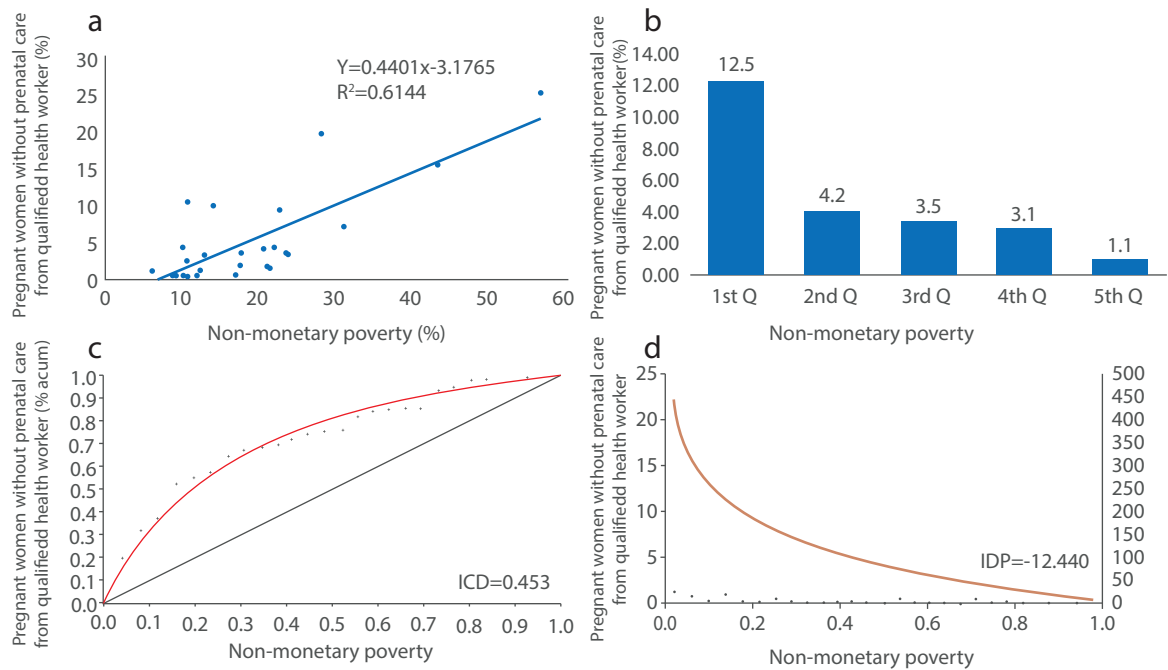 a
Pregnant women without prenatal care
from qualifiedd health worker (%)
30
25
20
15
10
5
0
Y=0.4401x-3.1765
R²=0.6144
0 10 20 30 40 50 60
Non-monetary poverty (%)
b
Pregnant women without prenatal care
from qualifiedd health worker(%)
14.00
12.00
10.00
8.00
6.00
4.00
2.00
0.00
12.5
4.2
3.5
3.1
1.1
1st Q 2nd Q 3rd Q 4th Q 5th Q
Non-monetary poverty
c
Pregnant women without prenatal care
from qualifiedd health worker (% acum)
1.0
0.9
0.8
0.7
0.6
0.5
0.4
0.3
0.2
0.1
0.0
ICD=0.453
0.0 0.1 0.2 0.3 0.4 0.5 0.6 0.7 0.8 0.9 1.0
Non-monetary poverty
d
Pregnant women without prenatal care
from qualifiedd health worker
25
20
15
10
5
0
500
450
400
350
300
250
200
150
100
50
0
IDP=-12.440
0.0 0.2 0.4 0.6 0.8 1.0
Non-monetary poverty